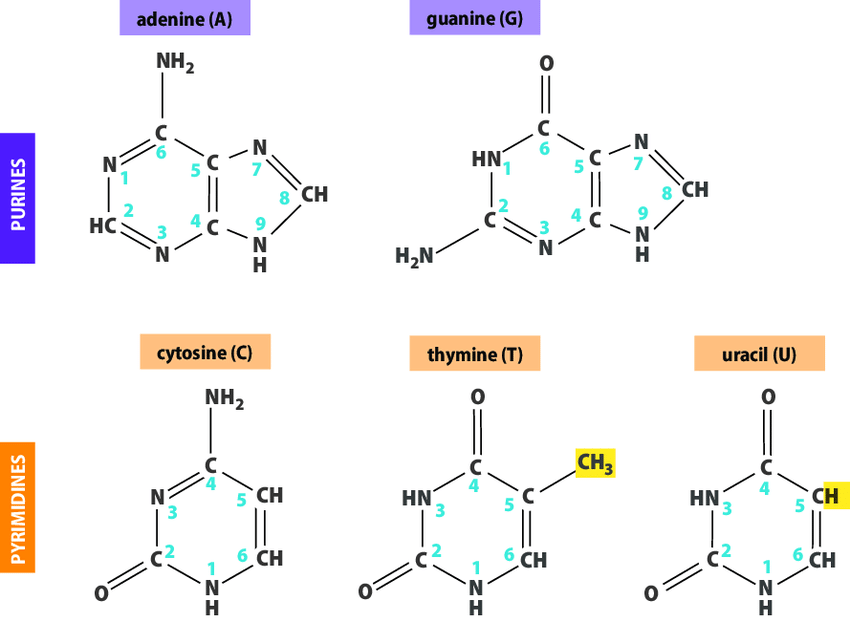 adenine (A)
guanine (G)
PURINES
NH₂
C
6
N
1
C
5
N
7
HC
2
8
CH
N
3
C
4
N
9
H
O
C
6
HN
1
C
5
N
7
C
2
8
CH
H₂N
N
3
C
4
N
9
H
cytosine (C)
thymine (T)
uracil (U)
PYRIMIDINES
NH₂
C
4
N
3
5
CH
C
2
6
CH
O
N
1
H
O
C
4
CH₃
HN
3
C
5
C
2
6
CH
O
N
1
H
O
C
4
HN
3
5
CH
C
2
6
CH
O
N
1
H